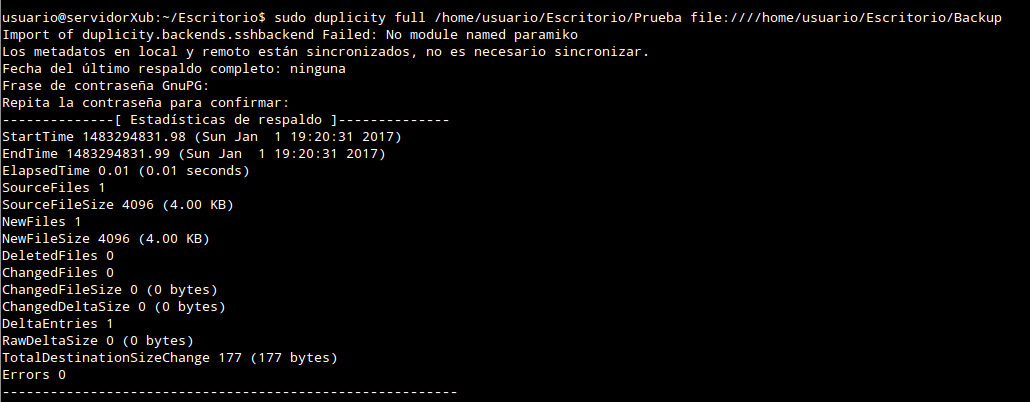 usuario@servidorXub:~/Escritorio$ sudo duplicity full /home/usuario/Escritorio/Prueba file:////home/usuario/Escritorio/Backup
Import of duplicity.backends.sshbackend Failed: No module named paramiko
Los metadatos en local y remoto están sincronizados, no es necesario sincronizar.
Fecha del último respaldo completo: ninguna
Frase de contraseña GnuPG:
Repita la contraseña para confirmar:
--------------[ Estadísticas de respaldo ]--------------
StartTime 1483294831.98 (Sun Jan  1 19:20:31 2017)
EndTime 1483294831.99 (Sun Jan  1 19:20:31 2017)
ElapsedTime 0.01 (0.01 seconds)
SourceFiles 1
SourceFileSize 4096 (4.00 KB)
NewFiles 1
NewFileSize 4096 (4.00 KB)
DeletedFiles 0
ChangedFiles 0
ChangedFileSize 0 (0 bytes)
ChangedDeltaSize 0 (0 bytes)
DeltaEntries 1
RawDeltaSize 0 (0 bytes)
TotalDestinationSizeChange 177 (177 bytes)
Errors 0
---------------------------------------------------------